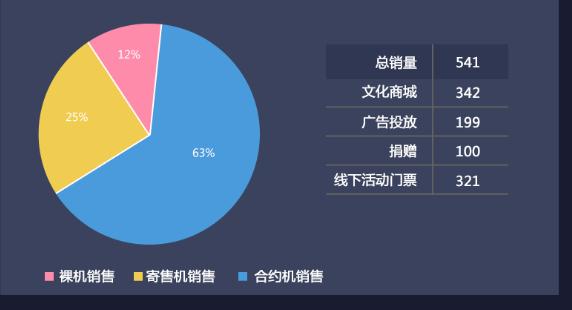 12%
25%
63%
总销量 541
文化商城 342
广告投放 199
捐赠 100
线下活动门票 321
裸机销售 寄售机销售 合约机销售